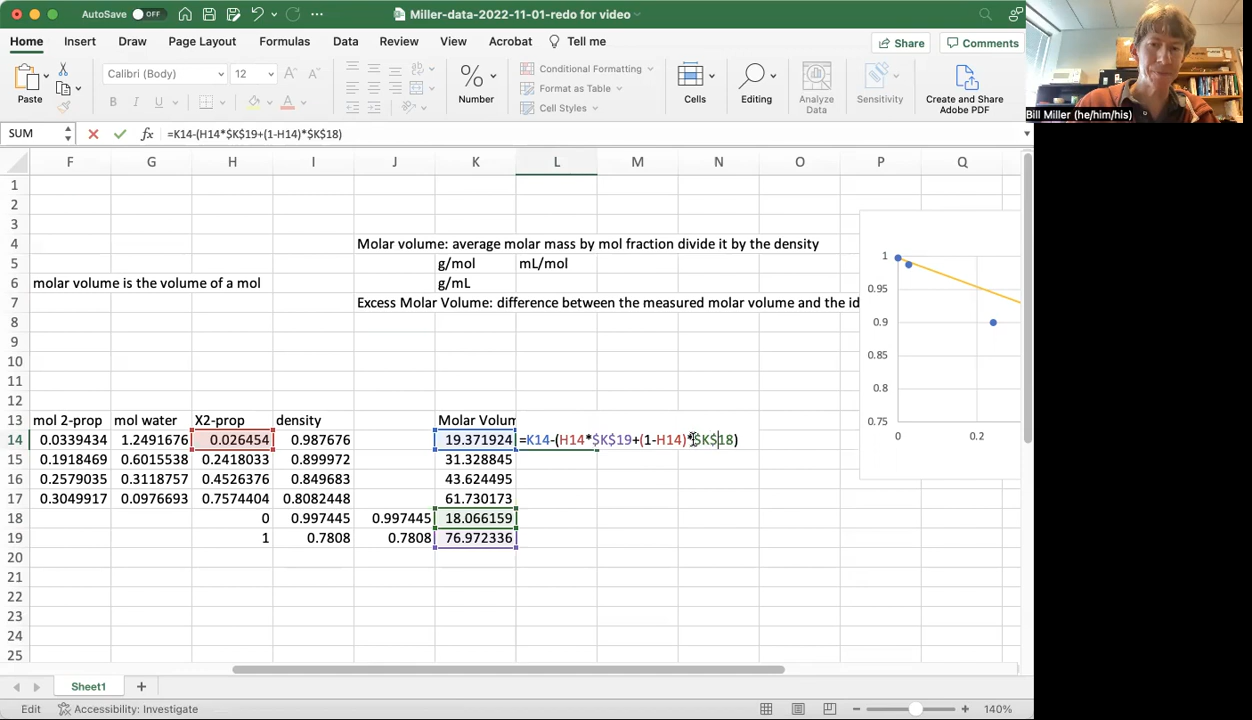 AutoSave OFF Miller-data-2022-11-01-redo for video
Home Insert Draw Page Layout Formulas Data Review View Acrobat Tell me Share Comments
Paste Calibri (Body) 12 A A B I U A % Number Conditional Formatting Format as Table Cell Styles Cells Editing Analyze Data Sensitivity Create and Share Adobe PDF
Bill Miller (he/him/his)
SUM fx =K14-(H14*$K$19+(1-H14)*$K$18)
F G H I J K L M N O P Q
1
2
3
4 Molar volume: average molar mass by mol fraction divide it by the density
5 g/mol mL/mol
6 molar volume is the volume of a mol g/mL
7 Excess Molar Volume: difference between the measured molar volume and the id
8
9
10
11
12
13 mol 2-prop mol water X2-prop density Molar Volum
14 0.0339434 1.2491676 0.026454 0.987676 19.371924 =K14-(H14*$K$19+(1-H14)*$K$18)
15 0.1918469 0.6015538 0.2418033 0.899972 31.328845
16 0.2579035 0.3118757 0.4526376 0.849683 43.624495
17 0.3049917 0.0976693 0.7574404 0.8082448 61.730173
18 0 0.997445 0.997445 18.066159
19 1 0.7808 0.7808 76.972336
20
21
22
23
24
25
1
0.95
0.9
0.85
0.8
0.75
0 0.2
Sheet1
Edit Accessibility: Investigate 140%